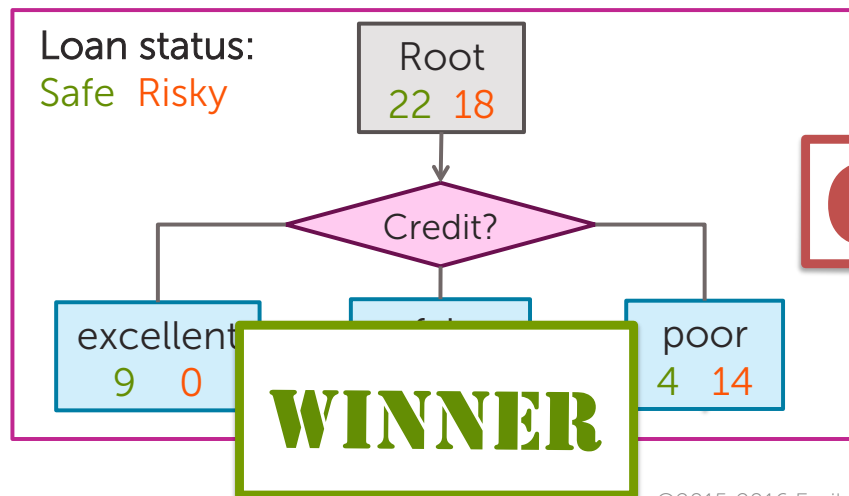 Loan status:
Safe Risky
Root
22 18
Credit?
excellent
9 0
poor
4 14
WINNER